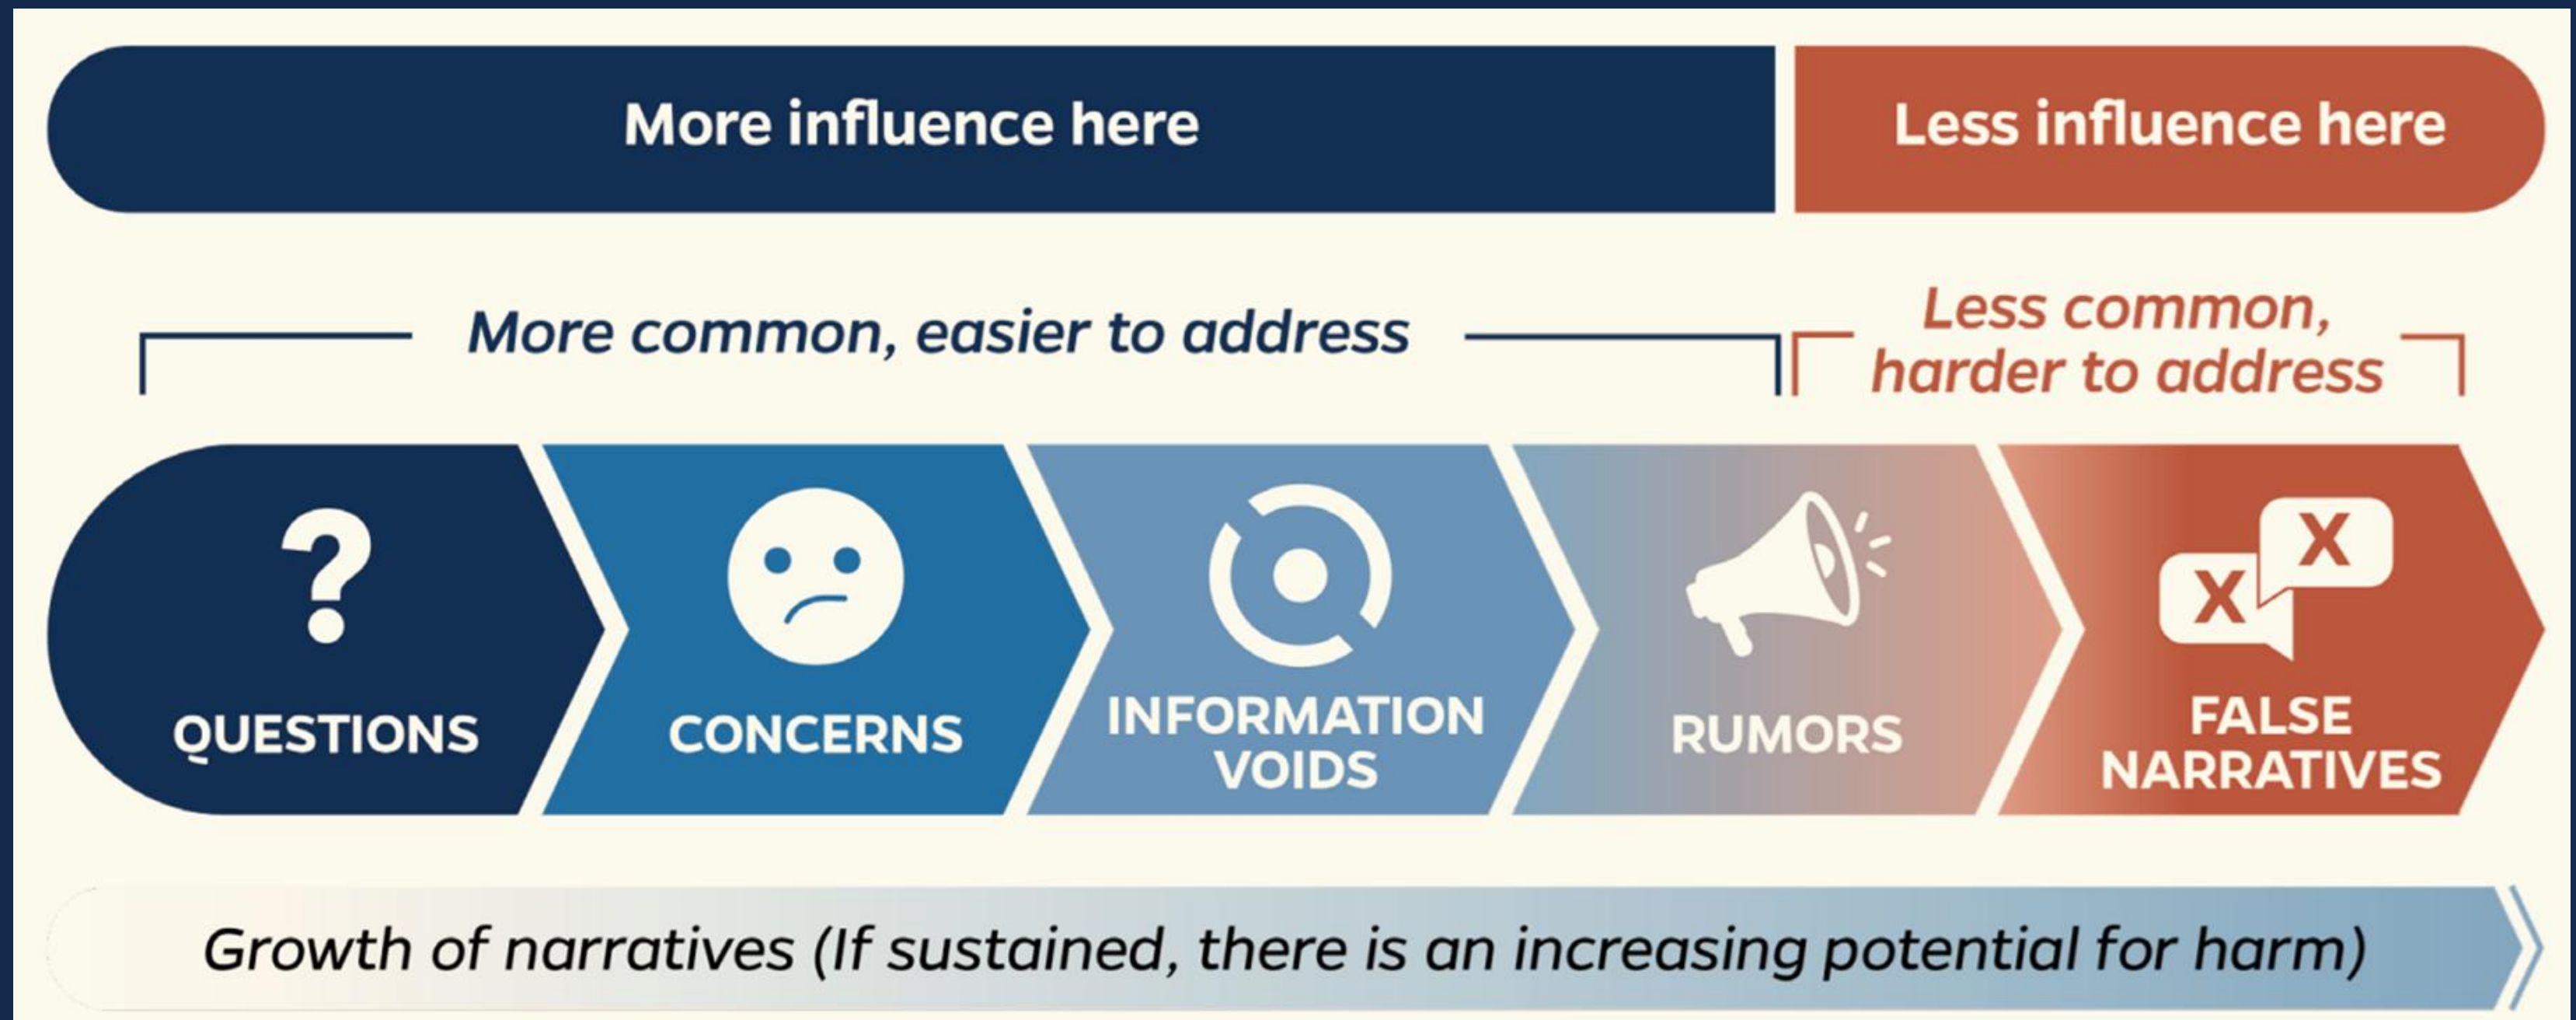 More influence here
Less influence here
More common, easier to address
Less common,
harder to address
?
QUESTIONS
CONCERNS
INFORMATION
VOIDS
RUMORS
X
X
FALSE
NARRATIVES
Growth of narratives (If sustained, there is an increasing potential for harm)